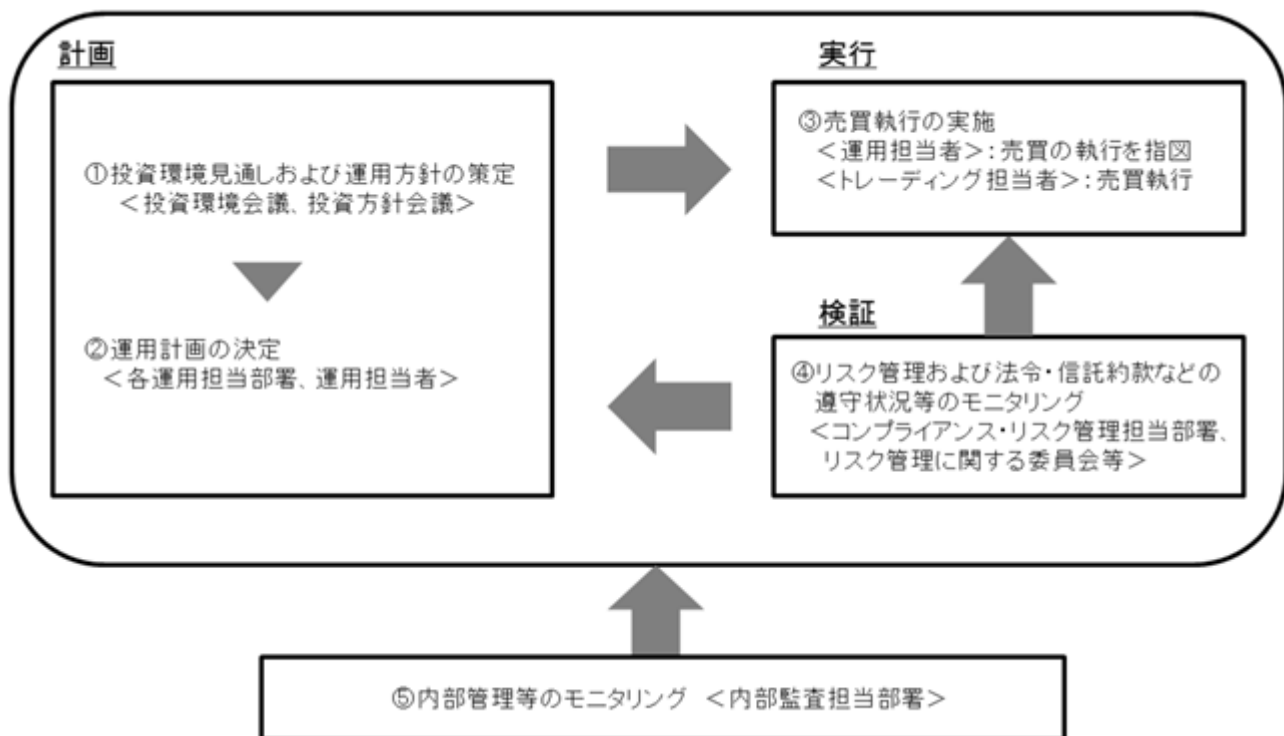 計画
①投資環境見通しおよび運用方針の策定
＜投資環境会議、投資方針会議＞
②運用計画の決定
＜各運用担当部署、運用担当者＞
実行
③売買執行の実施
＜運用担当者＞：売買の執行を指図
＜トレーディング担当者＞：売買執行
検証
④リスク管理および法令・信託約款などの
遵守状況等のモニタリング
＜コンプライアンス・リスク管理担当部署、
リスク管理に関する委員会等＞
⑤内部管理等のモニタリング ＜内部監査担当部署＞